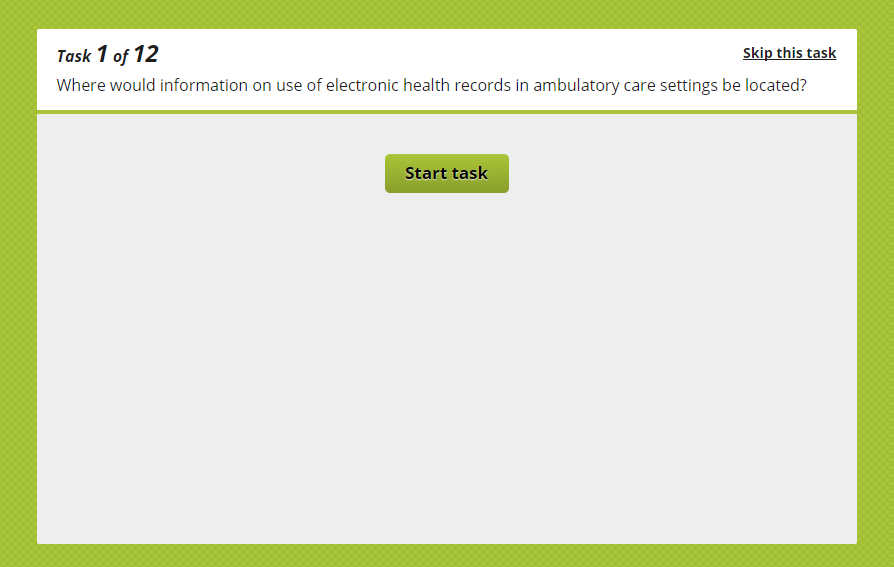 Task 1 of 12
Skip this task
Where would information on use of electronic health records in ambulatory care settings be located?
Start task